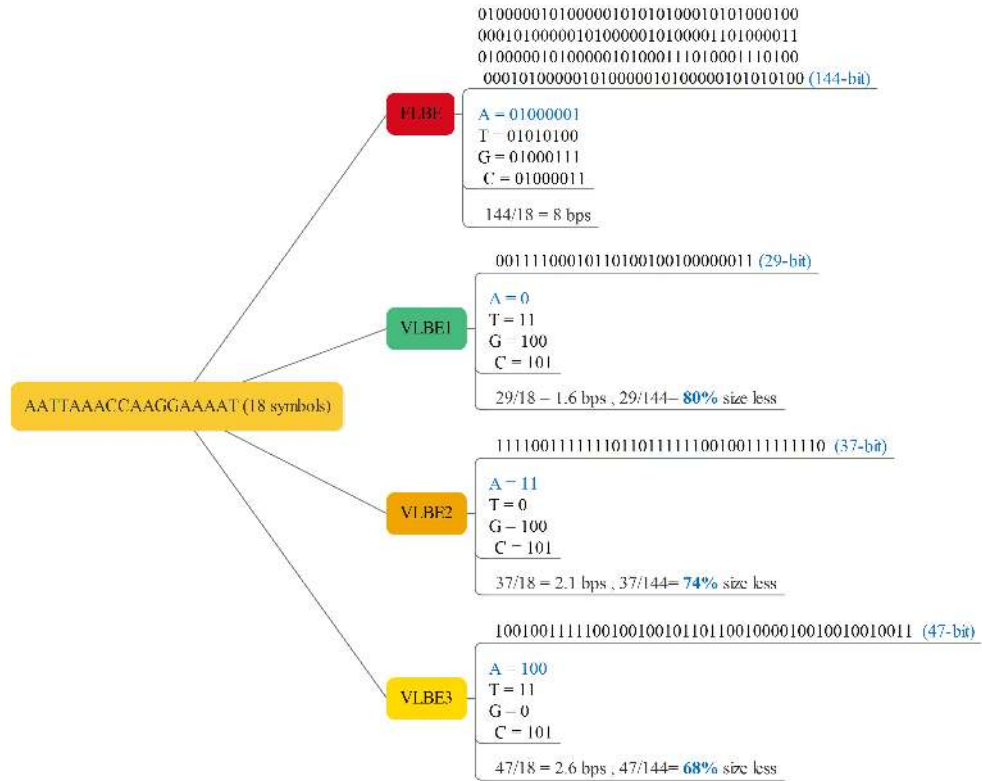 010000010100000101010100010101000100
000101000001010000010100001101000011
010000010100000101000111010001110100
000101000001010000010100000101010100 (144-bit)
FLBE
A = 01000001
T = 01010100
G = 01000111
C = 01000011
144/18 = 8 bps
00111100010110100100100000011 (29-bit)
VLBE1
A = 0
T = 11
G = 100
C = 101
29/18 = 1.6 bps , 29/144= 80% size less
AATTAAACCAAGGAAAAT (18 symbols)
1111001111111011011111100100111111110 (37-bit)
VLBE2
A = 11
T = 0
G = 100
C = 101
37/18 = 2.1 bps , 37/144= 74% size less
10010011111001001001011011001000010010010010011 (47-bit)
VLBE3
A = 100
T = 11
G = 0
C = 101
47/18 = 2.6 bps , 47/144= 68% size less